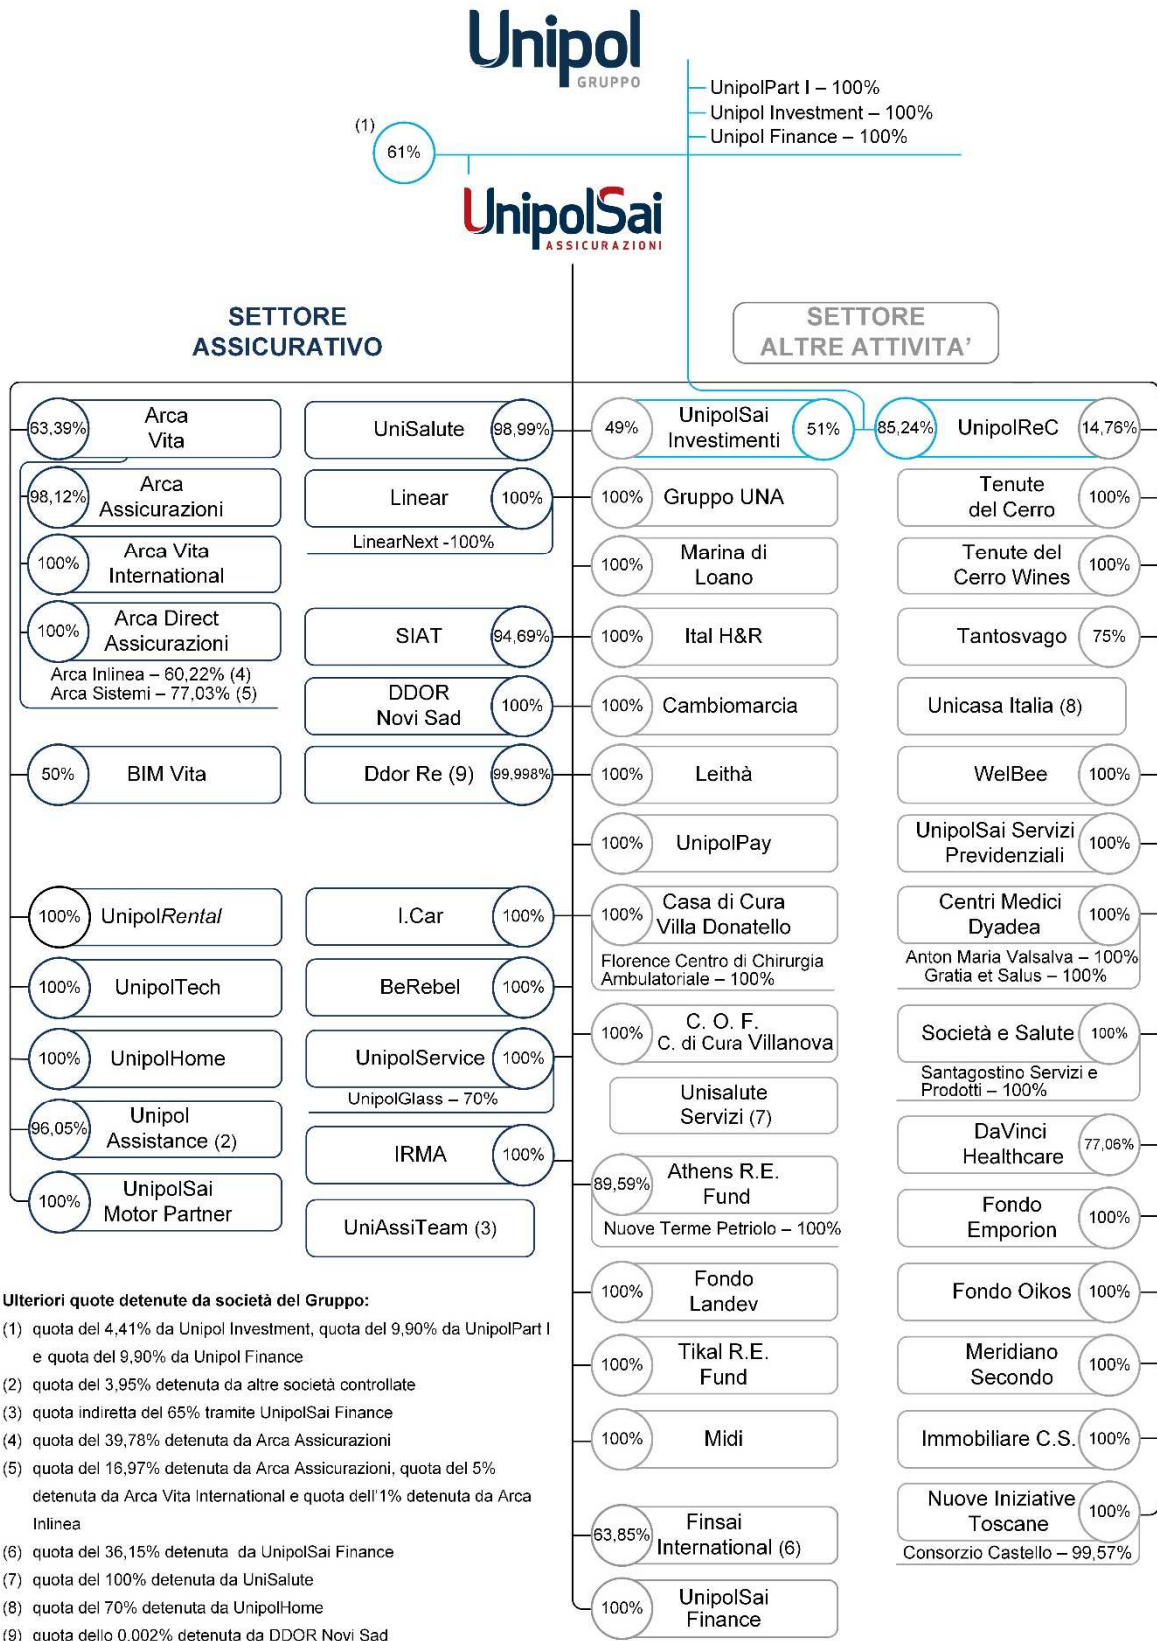 Unipol
GRUPPO
UnipolPart I – 100%
Unipol Investment – 100%
Unipol Finance – 100%
(1)
61%
UnipolSai
ASSICURAZIONI
SETTORE
ASSICURATIVO
63,39%
Arca
Vita
98,12%
Arca
Assicurazioni
100%
Arca Vita
International
100%
Arca Direct
Assicurazioni
Arca Inlinea – 60,22% (4)
Arca Sistemi – 77,03% (5)
50%
BIM Vita
100%
UnipolRental
100%
UnipolTech
100%
UnipolHome
96,05%
Unipol
Assistance (2)
100%
UnipolSai
Motor Partner
UniSalute
98,99%
Linear
100%
LinearNext -100%
SIAT
94,69%
DDOR
Novi Sad
100%
Ddor Re (9)
99,998%
I.Car
100%
BeRebel
100%
UnipolService
100%
UnipolGlass – 70%
IRMA
100%
UniAssiTeam (3)
SETTORE
ALTRE ATTIVITA'
49%
UnipolSai
Investimenti
51%
100%
Gruppo UNA
100%
Marina di
Loano
100%
Ital H&R
100%
Cambiomarcia
100%
Leithà
100%
UnipolPay
100%
Casa di Cura
Villa Donatello
Florence Centro di Chirurgia
Ambulatoriale – 100%
100%
C. O. F.
C. di Cura Villanova
Unisalute
Servizi (7)
89,59%
Athens R.E.
Fund
Nuove Terme Petriolo – 100%
100%
Fondo
Landev
100%
Tikal R.E.
Fund
100%
Midi
63,85%
Finsai
International (6)
100%
UnipolSai
Finance
85,24%
UnipolReC
14,76%
Tenute
del Cerro
100%
Tenute del
Cerro Wines
100%
Tantosvago
75%
Unicasa Italia (8)
WelBee
100%
UnipolSai Servizi
Previdenziali
100%
Centri Medici
Dyadea
100%
Anton Maria Valsalva – 100%
Gratia et Salus – 100%
Società e Salute
100%
Santagostino Servizi e
Prodotti – 100%
DaVinci
Healthcare
77,06%
Fondo
Emporion
100%
Fondo Oikos
100%
Meridiano
Secondo
100%
Immobiliare C.S.
100%
Nuove Iniziative
Toscane
100%
Consorzio Castello – 99,57%
Ulteriori quote detenute da società del Gruppo:
(1) quota del 4,41% da Unipol Investment, quota del 9,90% da UnipolPart I
e quota del 9,90% da Unipol Finance
(2) quota del 3,95% detenuta da altre società controllate
(3) quota indiretta del 65% tramite UnipolSai Finance
(4) quota del 39,78% detenuta da Arca Assicurazioni
(5) quota del 16,97% detenuta da Arca Assicurazioni, quota del 5%
detenuta da Arca Vita International e quota dell'1% detenuta da Arca
Inlinea
(6) quota del 36,15% detenuta da UnipolSai Finance
(7) quota del 100% detenuta da UniSalute
(8) quota del 70% detenuta da UnipolHome
(9) quota dello 0,002% detenuta da DDOR Novi Sad